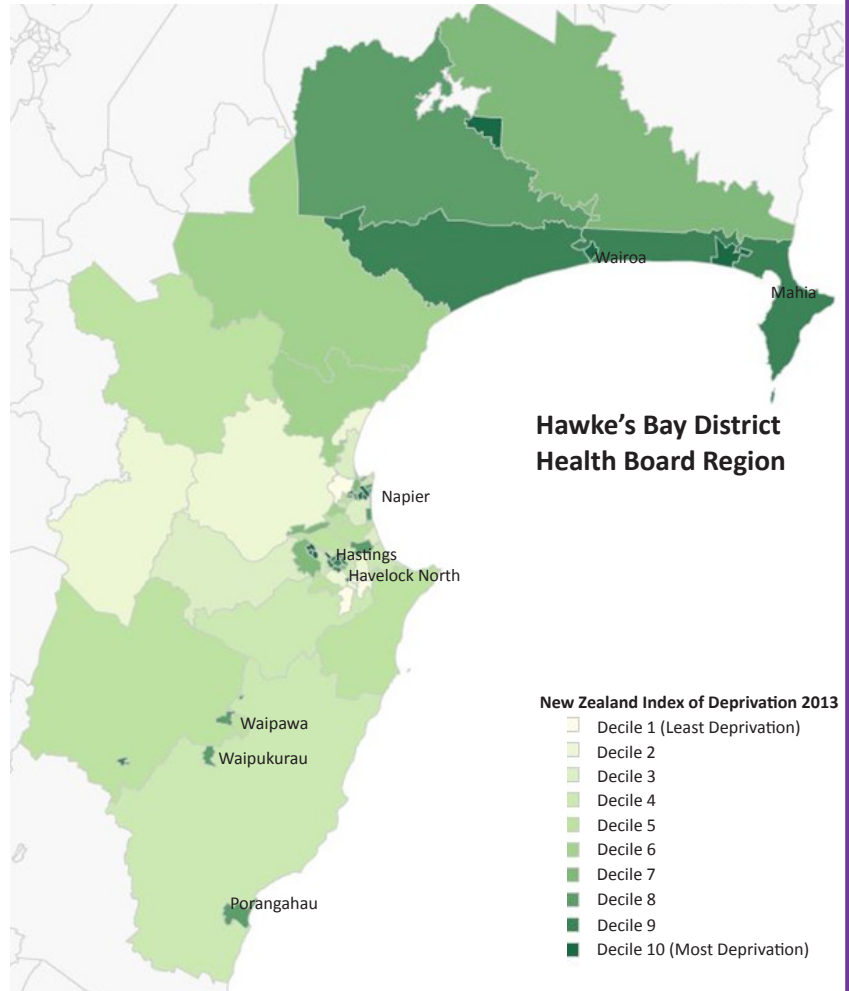 Wairoa
Mahia
Hawke's Bay District
Health Board Region
Napier
Hastings
Havelock North
New Zealand Index of Deprivation 2013
Decile 1 (Least Deprivation)
Decile 2
Decile 3
Decile 4
Decile 5
Decile 6
Decile 7
Decile 8
Decile 9
Decile 10 (Most Deprivation)
Waipawa
Waipukurau
Porangahau